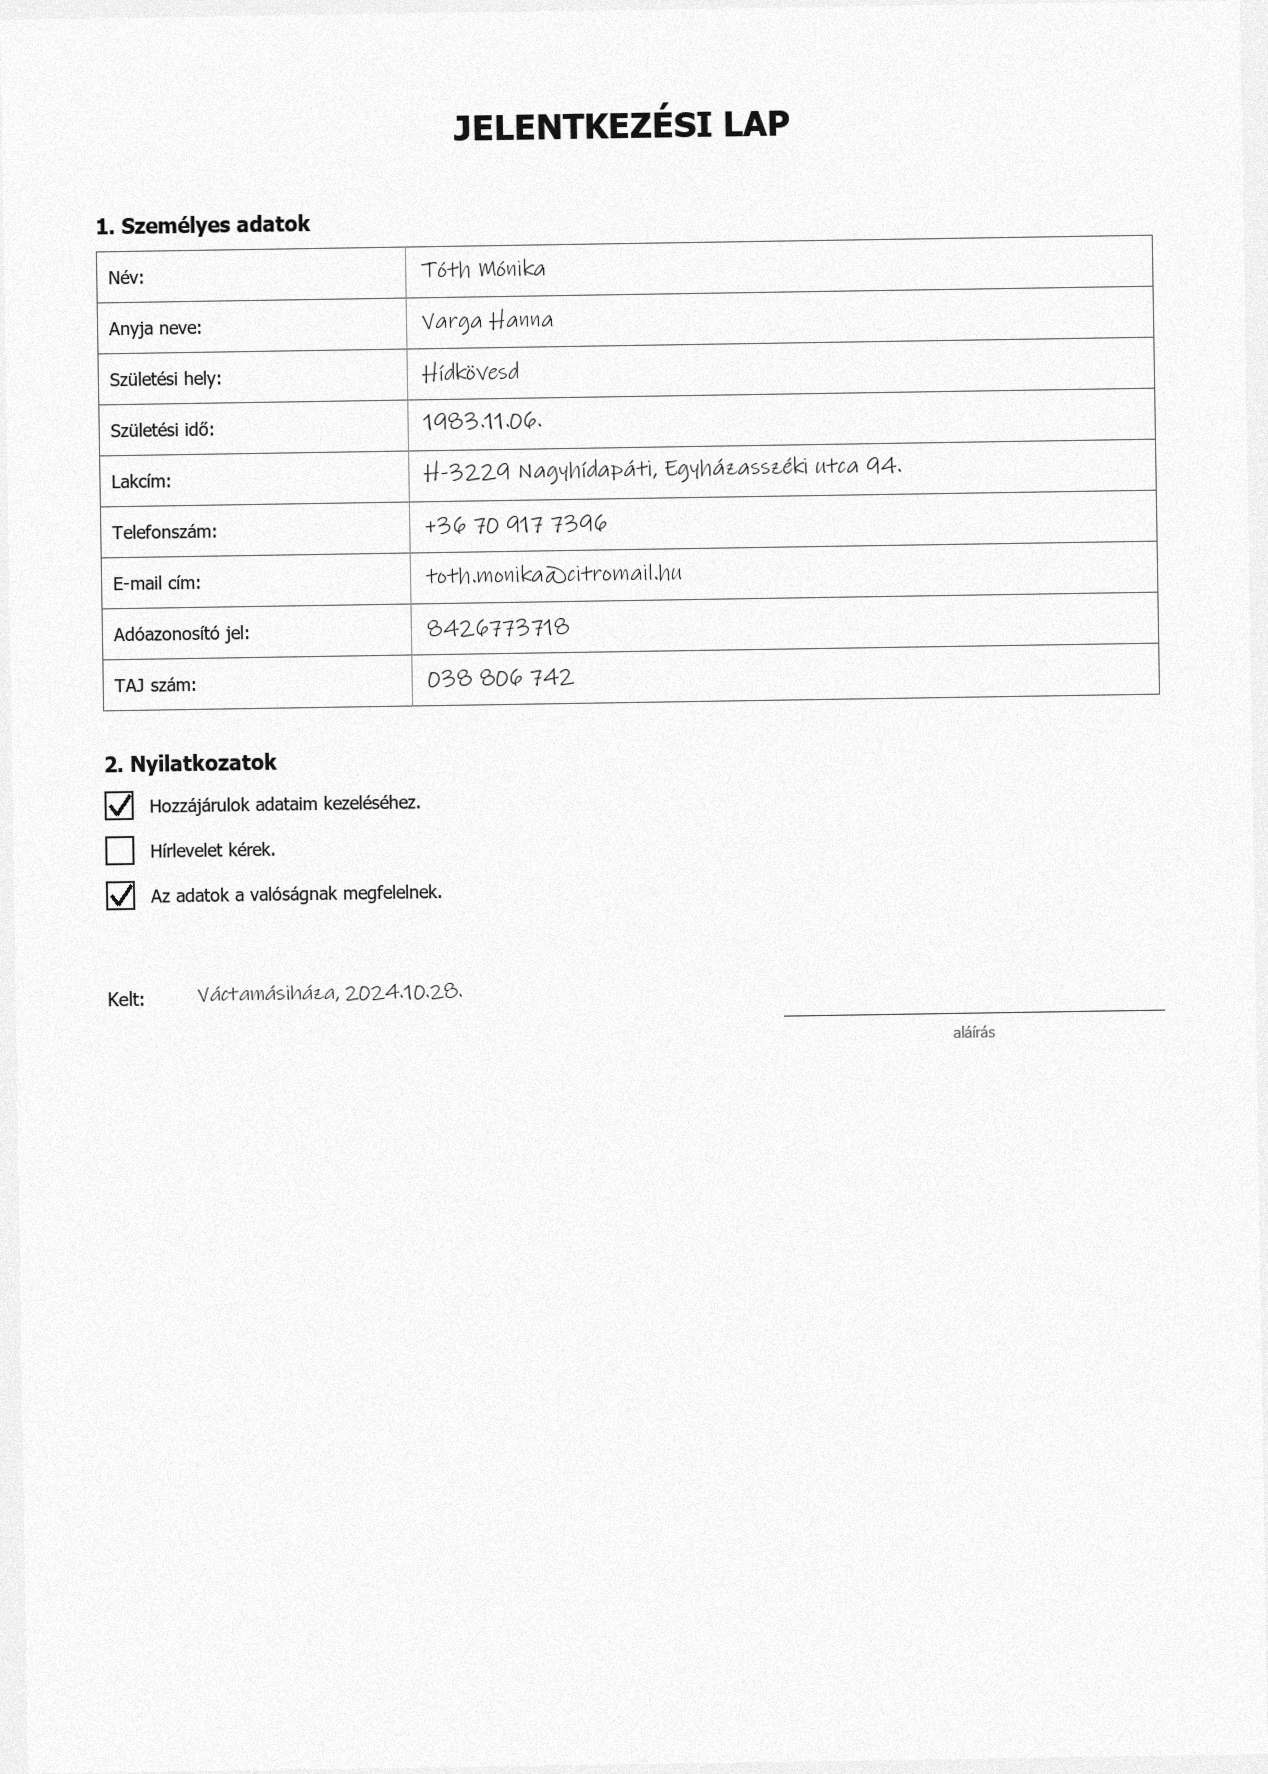 JELENTKEZÉSI LAP
1. Személyes adatok
Név: Tóth Mónika
Anyja neve: Varga Hanna
Születési hely: Hídkövesd
Születési idő: 1983.11.06.
Lakcím: H-3229 Nagyhídapáti, Egyházasszéki utca 94.
Telefonszám: +36 70 917 7396
E-mail cím: toth.monika@citromail.hu
Adóazonosító jel: 8426773718
TAJ szám: 038 806 742
2. Nyilatkozatok
Hozzájárulok adataim kezeléséhez.
Hírlevelet kérek.
Az adatok a valóságnak megfelelnek.
Kelt: Váctamásiháza, 2024.10.28.
aláírás